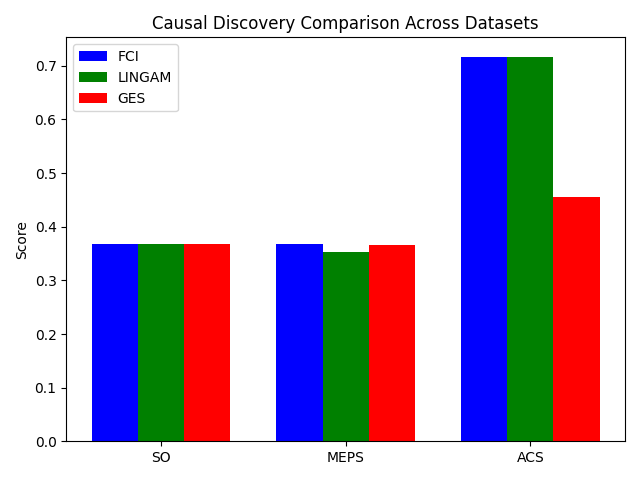 Causal Discovery Comparison Across Datasets
FCI
LINGAM
GES
Score
0.7
0.6
0.5
0.4
0.3
0.2
0.1
0.0
SO
MEPS
ACS